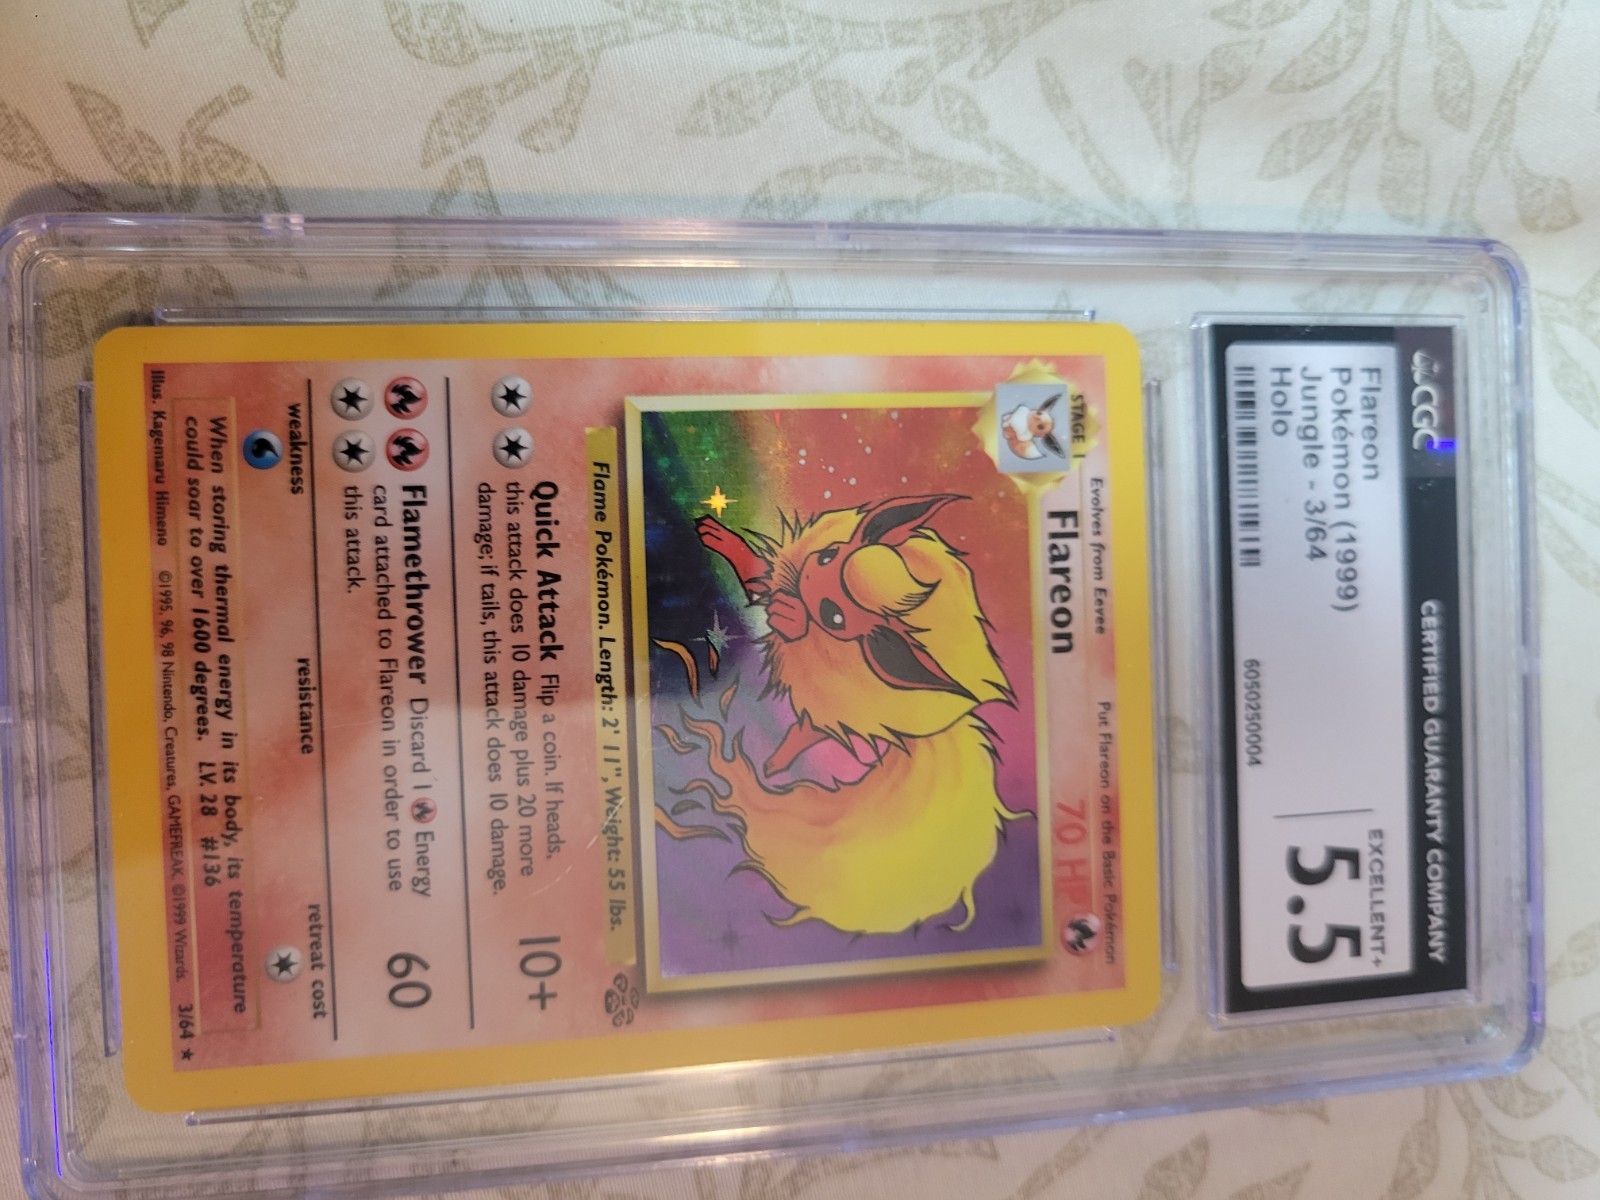 CGC CERTIFIED GUARANTY COMPANY
Flareon
Pokémon (1999)
Jungle - 3/64
Holo
EXCELLENT+
5.5
6050250004
STAGE 1
Evolves from Eevee
Put Flareon on the Basic Pokémon
Flareon
70 HP
Flame Pokémon. Length: 2' 11", Weight: 55 lbs.
Quick Attack Flip a coin. If heads,
this attack does 10 damage plus 20 more
damage; if tails, this attack does 10 damage.
10+
Flamethrower Discard 1 Energy
card attached to Flareon in order to use
this attack.
60
weakness
resistance
retreat cost
When storing thermal energy in its body, its temperature
could soar to over 1600 degrees. LV. 28 #136
Illus. Kagemaru Himeno ©1995, 96, 98 Nintendo, Creatures, GAMEFREAK. ©1999 Wizards. 3/64 ★